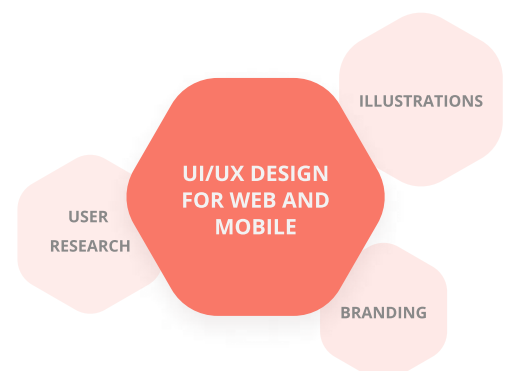 ILLUSTRATIONS
UI/UX DESIGN
FOR WEB AND
MOBILE
USER
RESEARCH
BRANDING